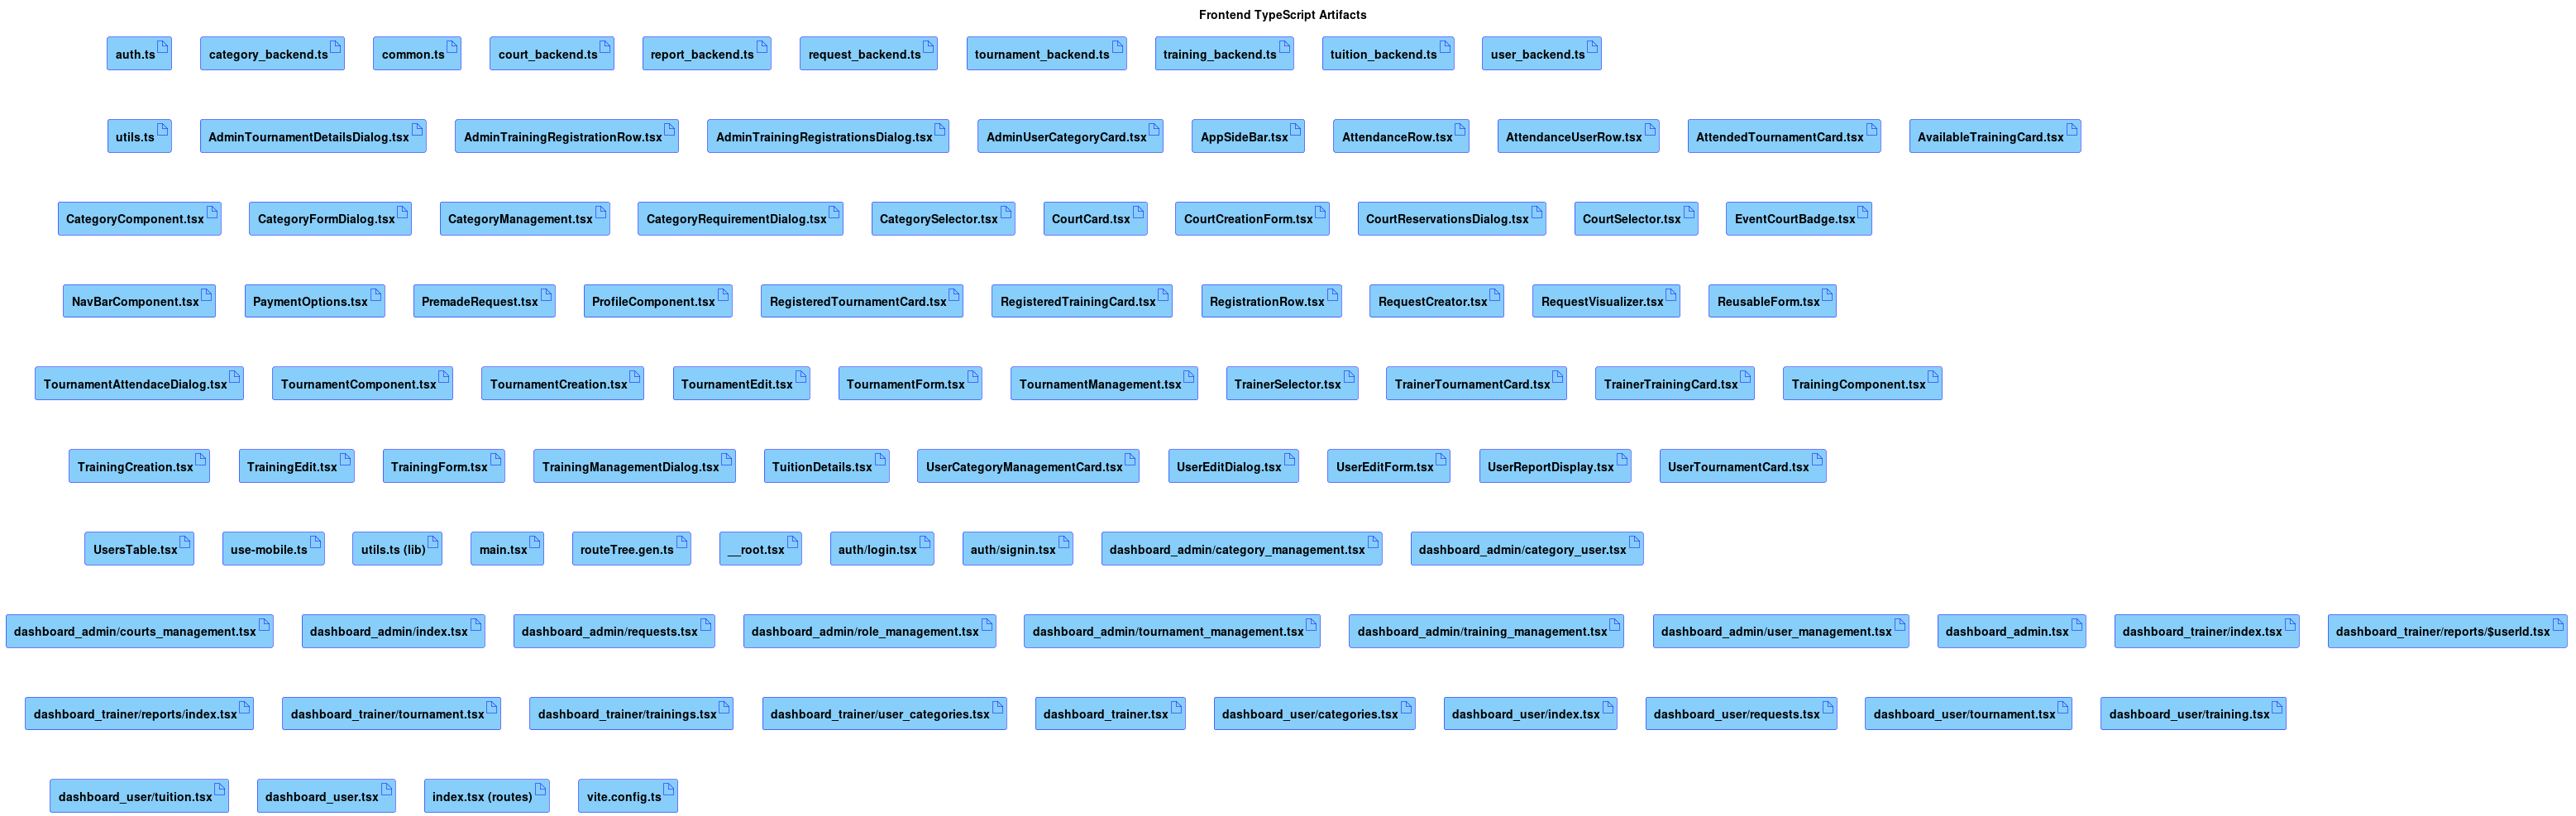 Frontend TypeScript Artifacts
auth.ts category_backend.ts common.ts court_backend.ts report_backend.ts request_backend.ts tournament_backend.ts training_backend.ts tuition_backend.ts user_backend.ts
utils.ts AdminTournamentDetailsDialog.tsx AdminTrainingRegistrationRow.tsx AdminTrainingRegistrationsDialog.tsx AdminUserCategoryCard.tsx AppSideBar.tsx AttendanceRow.tsx AttendanceUserRow.tsx AttendedTournamentCard.tsx AvailableTrainingCard.tsx
CategoryComponent.tsx CategoryFormDialog.tsx CategoryManagement.tsx CategoryRequirementDialog.tsx CategorySelector.tsx CourtCard.tsx CourtCreationForm.tsx CourtReservationsDialog.tsx CourtSelector.tsx EventCourtBadge.tsx
NavBarComponent.tsx PaymentOptions.tsx PremadeRequest.tsx ProfileComponent.tsx RegisteredTournamentCard.tsx RegisteredTrainingCard.tsx RegistrationRow.tsx RequestCreator.tsx RequestVisualizer.tsx ReusableForm.tsx
TournamentAttendaceDialog.tsx TournamentComponent.tsx TournamentCreation.tsx TournamentEdit.tsx TournamentForm.tsx TournamentManagement.tsx TrainerSelector.tsx TrainerTournamentCard.tsx TrainerTrainingCard.tsx TrainingComponent.tsx
TrainingCreation.tsx TrainingEdit.tsx TrainingForm.tsx TrainingManagementDialog.tsx TuitionDetails.tsx UserCategoryManagementCard.tsx UserEditDialog.tsx UserEditForm.tsx UserReportDisplay.tsx UserTournamentCard.tsx
UsersTable.tsx use-mobile.ts utils.ts (lib) main.tsx routeTree.gen.ts __root.tsx auth/login.tsx auth/signin.tsx dashboard_admin/category_management.tsx dashboard_admin/category_user.tsx
dashboard_admin/courts_management.tsx dashboard_admin/index.tsx dashboard_admin/requests.tsx dashboard_admin/role_management.tsx dashboard_admin/tournament_management.tsx dashboard_admin/training_management.tsx dashboard_admin/user_management.tsx dashboard_admin.tsx dashboard_trainer/index.tsx dashboard_trainer/reports/$userId.tsx
dashboard_trainer/reports/index.tsx dashboard_trainer/tournament.tsx dashboard_trainer/trainings.tsx dashboard_trainer/user_categories.tsx dashboard_trainer.tsx dashboard_user/categories.tsx dashboard_user/index.tsx dashboard_user/requests.tsx dashboard_user/tournament.tsx dashboard_user/training.tsx
dashboard_user/tuition.tsx dashboard_user.tsx index.tsx (routes) vite.config.ts